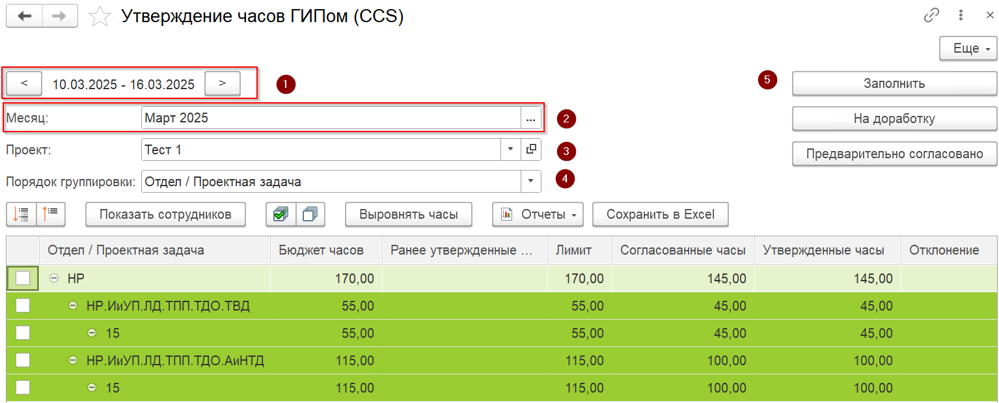 Утверждение часов ГИПом (CCS)
Еще
< 10.03.2025 - 16.03.2025 > 1 5 Заполнить
Месяц: Март 2025 ... 2 На доработку
Проект: Тест 1 3 Предварительно согласовано
Порядок группировки: Отдел / Проектная задача 4
Показать сотрудников Выровнять часы Отчеты Сохранить в Excel
Отдел / Проектная задача Бюджет часов Ранее утвержденные ... Лимит Согласованные часы Утвержденные часы Отклонение
НР 170,00 170,00 145,00 145,00
НР.ИиУП.ЛД.ТПП.ТДО.ТВД 55,00 55,00 45,00 45,00
15 55,00 55,00 45,00 45,00
НР.ИиУП.ЛД.ТПП.ТДО.АиНТД 115,00 115,00 100,00 100,00
15 115,00 115,00 100,00 100,00